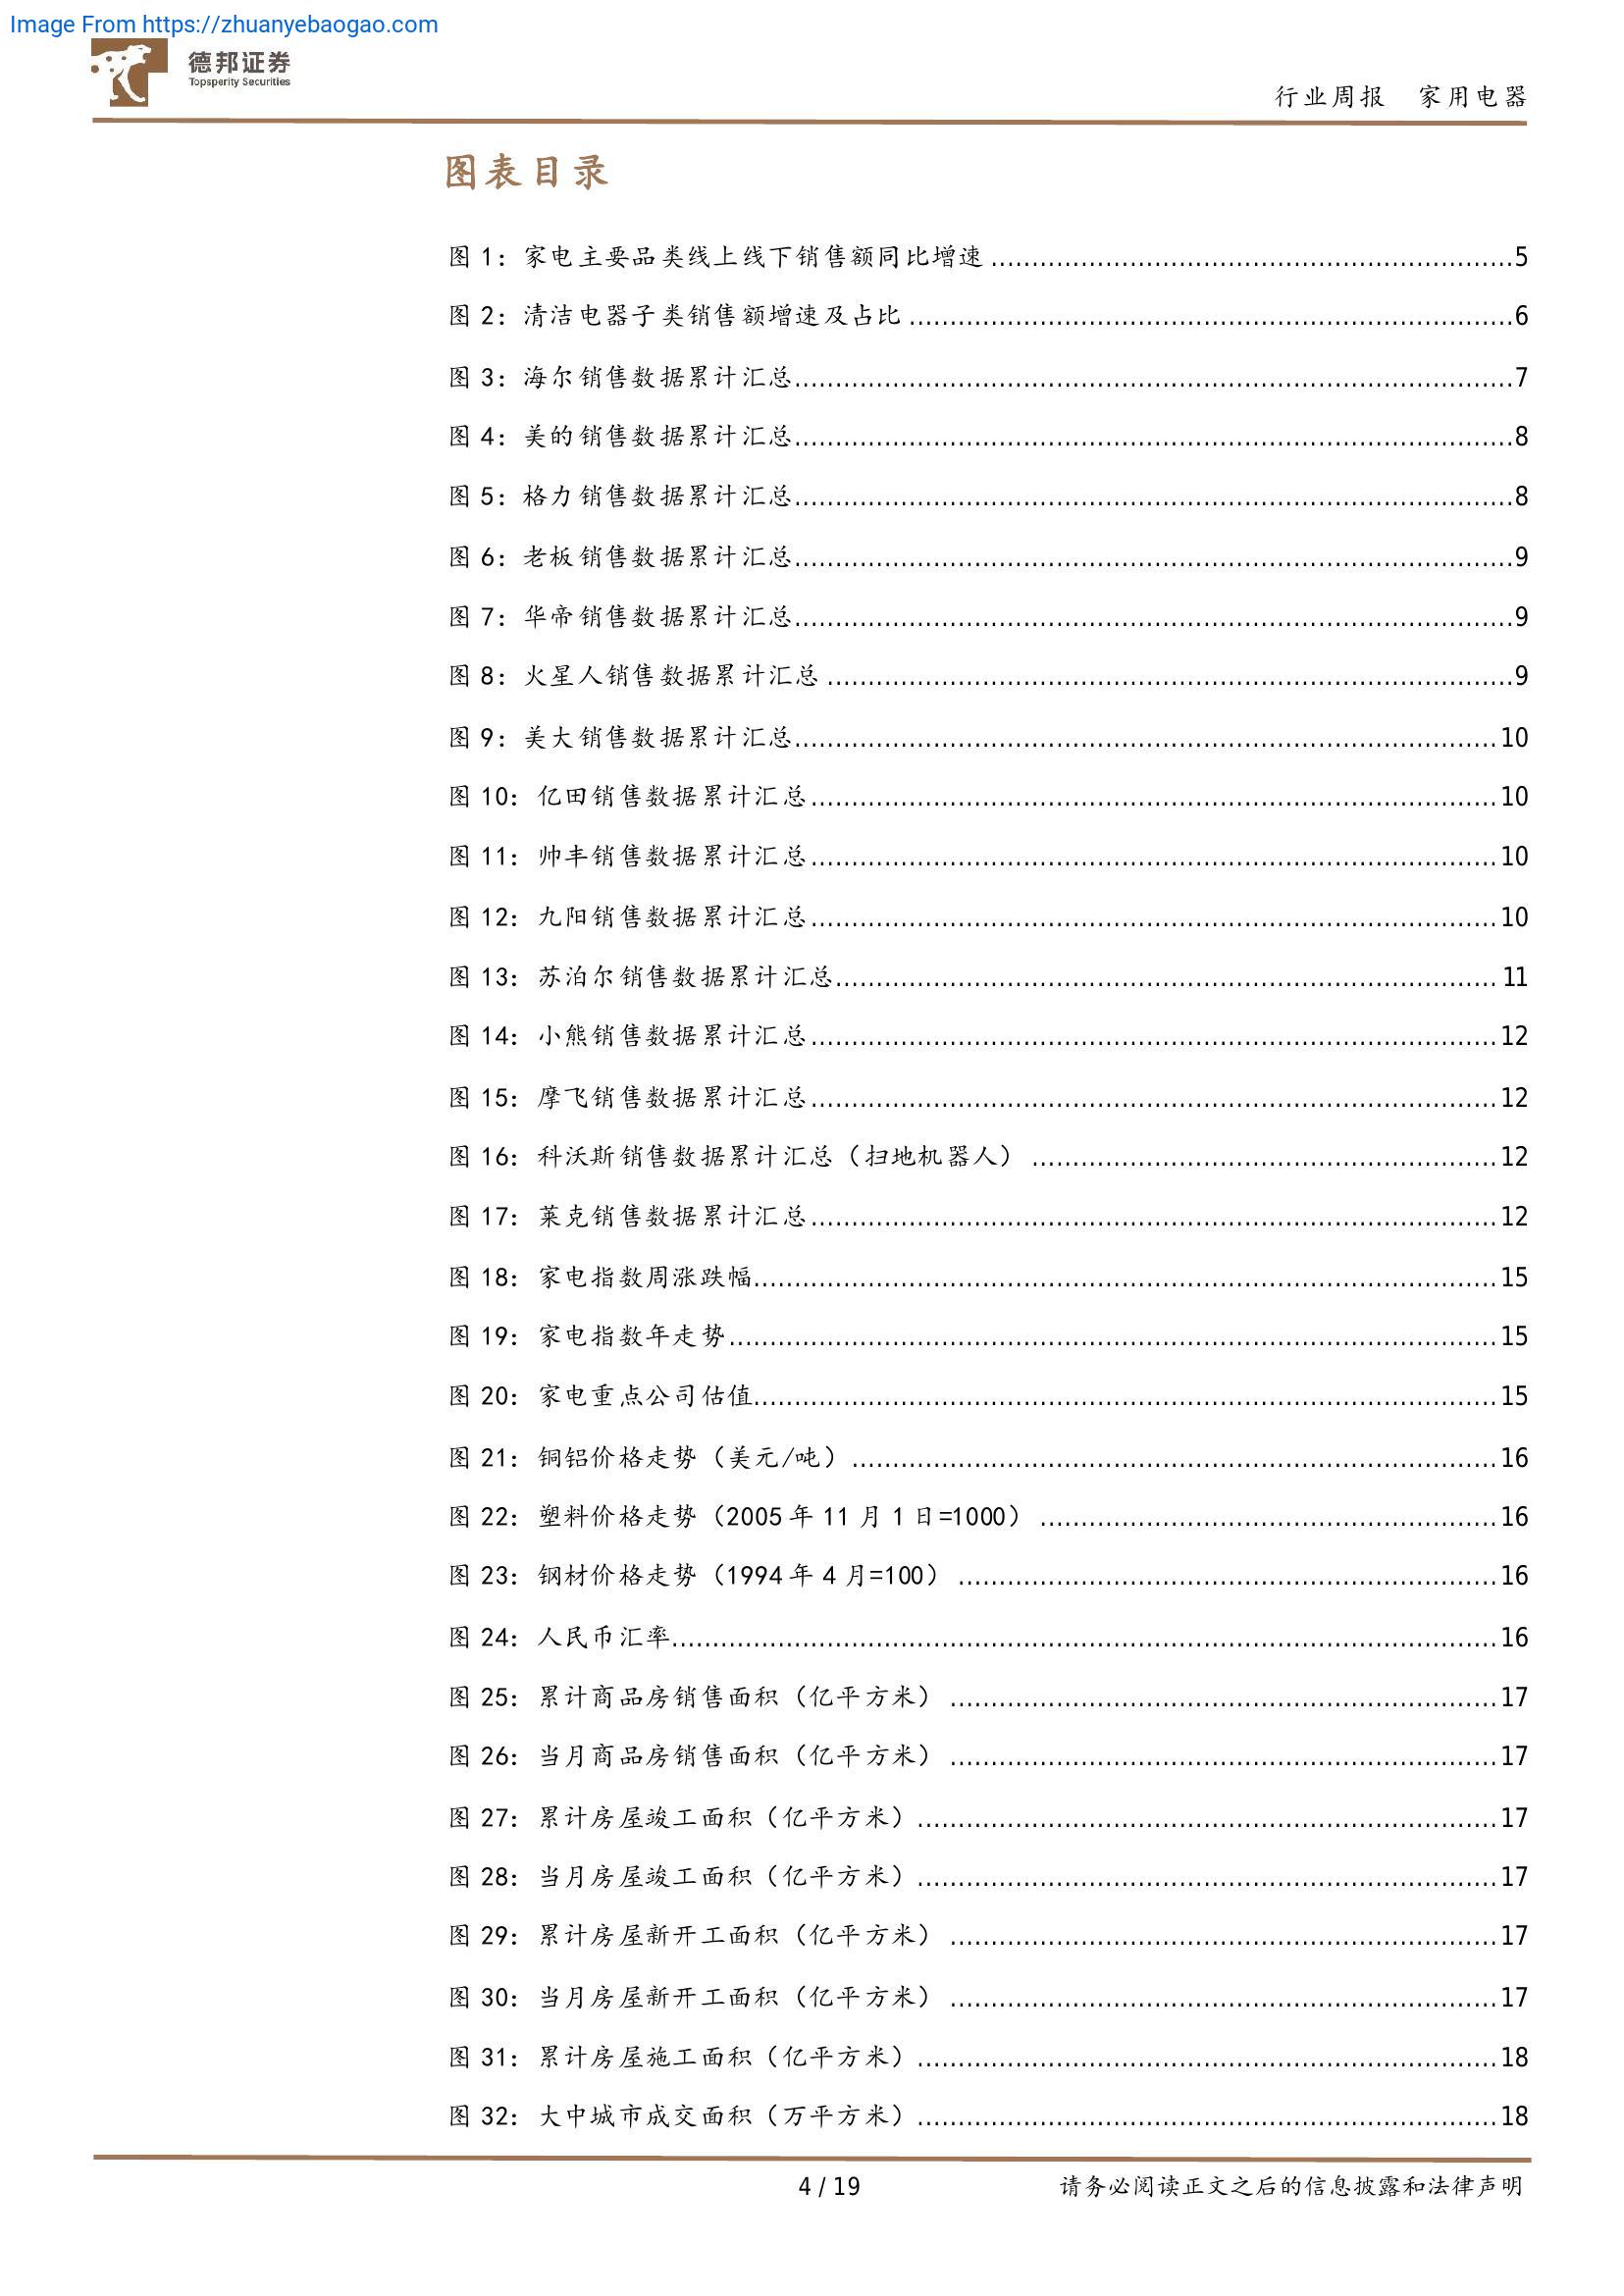 Image From https://zhuanyebaogao.com
德邦证券
Topsperity Securities
行业周报 家用电器
图表目录
图 1：家电主要品类线上线下销售额同比增速................................................................5
图 2：清洁电器子类销售额增速及占比..........................................................................6
图 3：海尔销售数据累计汇总........................................................................................7
图 4：美的销售数据累计汇总........................................................................................8
图 5：格力销售数据累计汇总........................................................................................8
图 6：老板销售数据累计汇总........................................................................................9
图 7：华帝销售数据累计汇总........................................................................................9
图 8：火星人销售数据累计汇总....................................................................................9
图 9：美大销售数据累计汇总......................................................................................10
图 10：亿田销售数据累计汇总....................................................................................10
图 11：帅丰销售数据累计汇总....................................................................................10
图 12：九阳销售数据累计汇总....................................................................................10
图 13：苏泊尔销售数据累计汇总.................................................................................11
图 14：小熊销售数据累计汇总....................................................................................12
图 15：摩飞销售数据累计汇总....................................................................................12
图 16：科沃斯销售数据累计汇总（扫地机器人）.........................................................12
图 17：莱克销售数据累计汇总....................................................................................12
图 18：家电指数周涨跌幅...........................................................................................15
图 19：家电指数年走势..............................................................................................15
图 20：家电重点公司估值...........................................................................................15
图 21：铜铝价格走势（美元/吨）...............................................................................16
图 22：塑料价格走势（2005 年 11 月 1 日=1000）........................................................16
图 23：钢材价格走势（1994 年 4 月=100）..................................................................16
图 24：人民币汇率.....................................................................................................16
图 25：累计商品房销售面积（亿平方米）...................................................................17
图 26：当月商品房销售面积（亿平方米）...................................................................17
图 27：累计房屋竣工面积（亿平方米）.......................................................................17
图 28：当月房屋竣工面积（亿平方米）.......................................................................17
图 29：累计房屋新开工面积（亿平方米）...................................................................17
图 30：当月房屋新开工面积（亿平方米）...................................................................17
图 31：累计房屋施工面积（亿平方米）.......................................................................18
图 32：大中城市成交面积（万平方米）.......................................................................18
4 / 19 请务必阅读正文之后的信息披露和法律声明